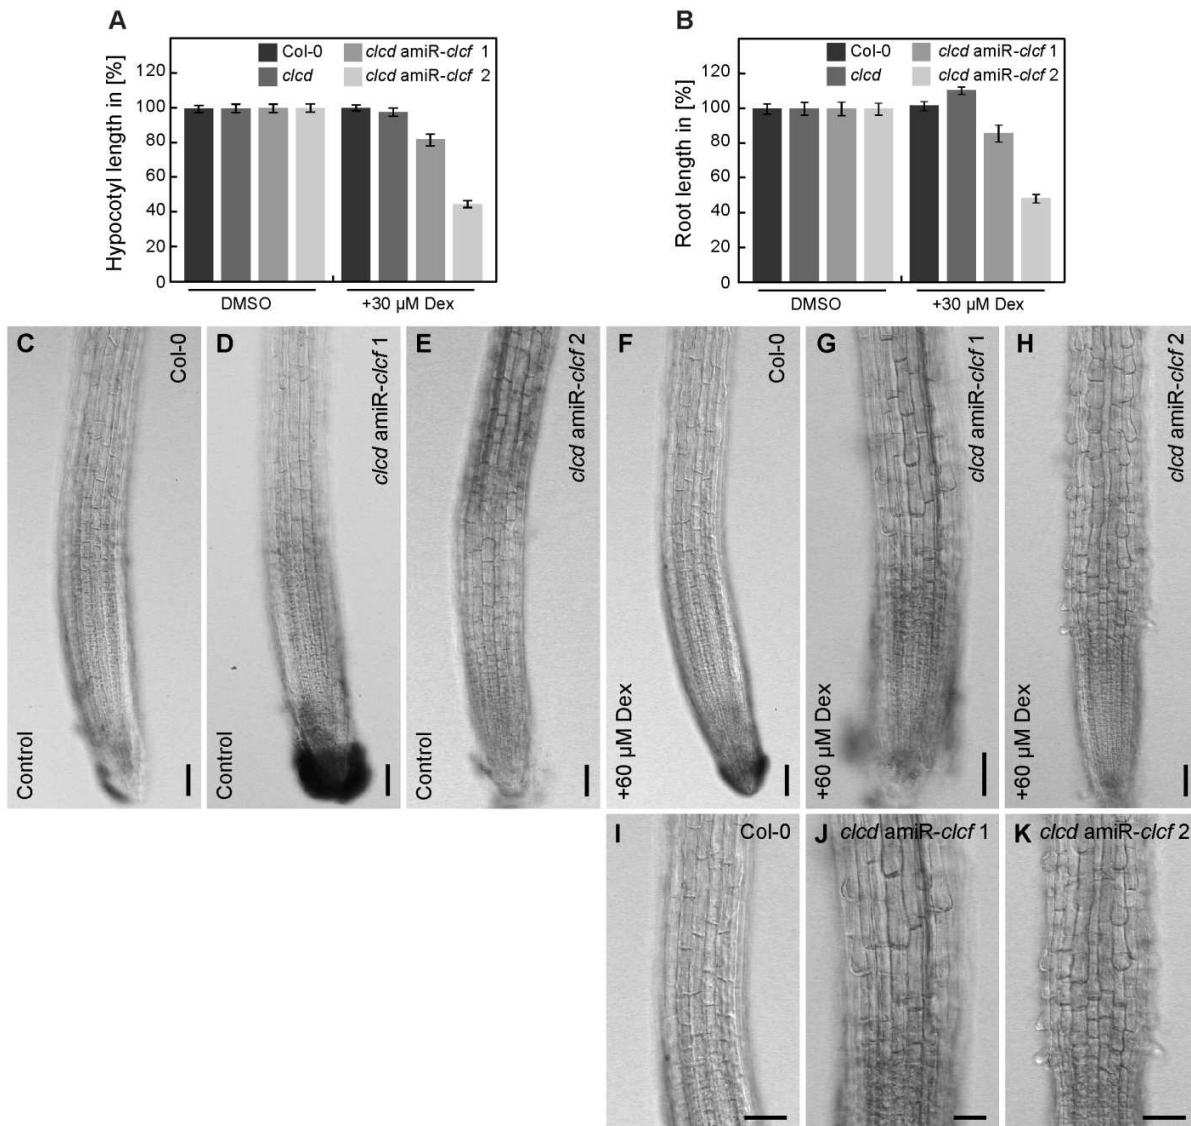 A
Hypocotyl length in [%]
Col-0
clcd
clcd amiR-clcf 1
clcd amiR-clcf 2
120
100
80
60
40
20
0
DMSO
+30 µM Dex
B
Root length in [%]
Col-0
clcd
clcd amiR-clcf 1
clcd amiR-clcf 2
120
100
80
60
40
20
0
DMSO
+30 µM Dex
C
Col-0
Control
D
clcd amiR-clcf 1
Control
E
clcd amiR-clcf 2
Control
F
Col-0
+60 µM Dex
G
clcd amiR-clcf 1
+60 µM Dex
H
clcd amiR-clcf 2
+60 µM Dex
I
Col-0
J
clcd amiR-clcf 1
K
clcd amiR-clcf 2